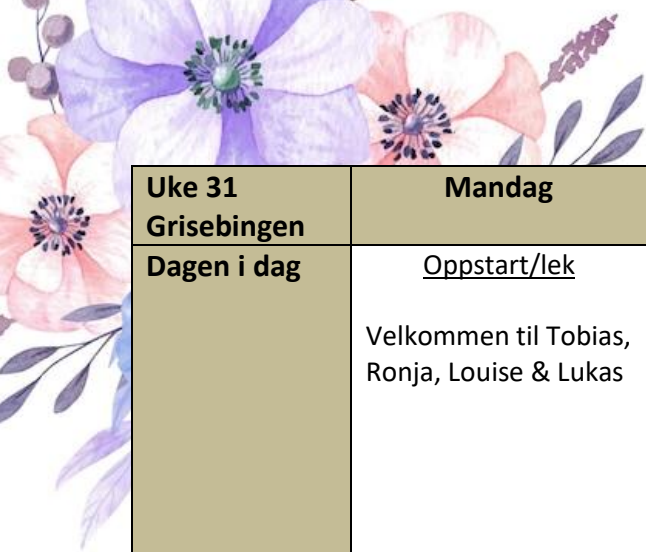 Uke 31
Grisebingen
Mandag
Dagen i dag
Oppstart/lek
Velkommen til Tobias,
Ronja, Louise & Lukas